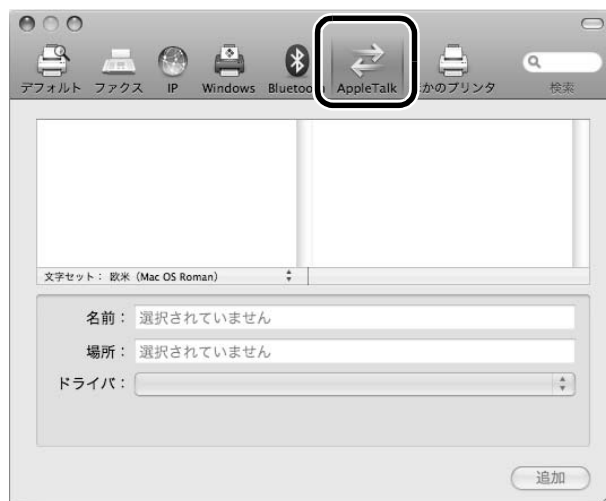 デフォルト ファクス IP Windows AppleTalk かのプリンタ 検索
文字セット： 欧米（Mac OS Roman）
名前： 選択されていません
場所： 選択されていません
ドライバ：
追加